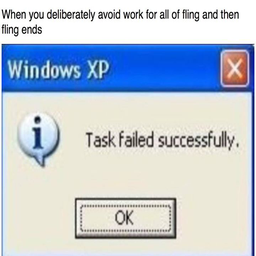 When you deliberately avoid work for all of fling and then
fling ends
Windows XP
Task failed successfully.
OK